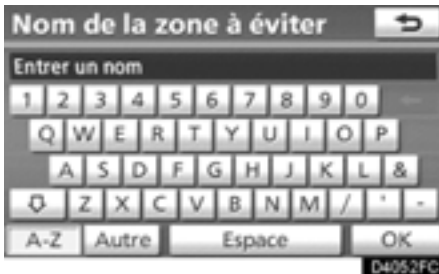 Nom de la zone à éviter
Entrer un nom
1 2 3 4 5 6 7 8 9 0
Q W E R T Y U I O P
A S D F G H J K L &
Z X C V B N M / ' -
A-Z Autre Espace OK
D4052FC